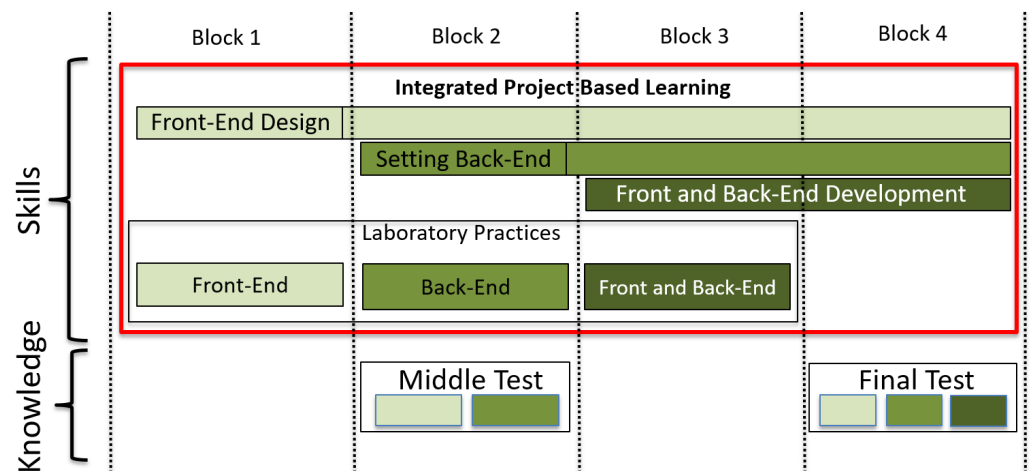 Block 1
Block 2
Block 3
Block 4
Skills
Integrated Project Based Learning
Front-End Design
Setting Back-End
Front and Back-End Development
Laboratory Practices
Front-End
Back-End
Front and Back-End
Knowledge
Middle Test
Final Test